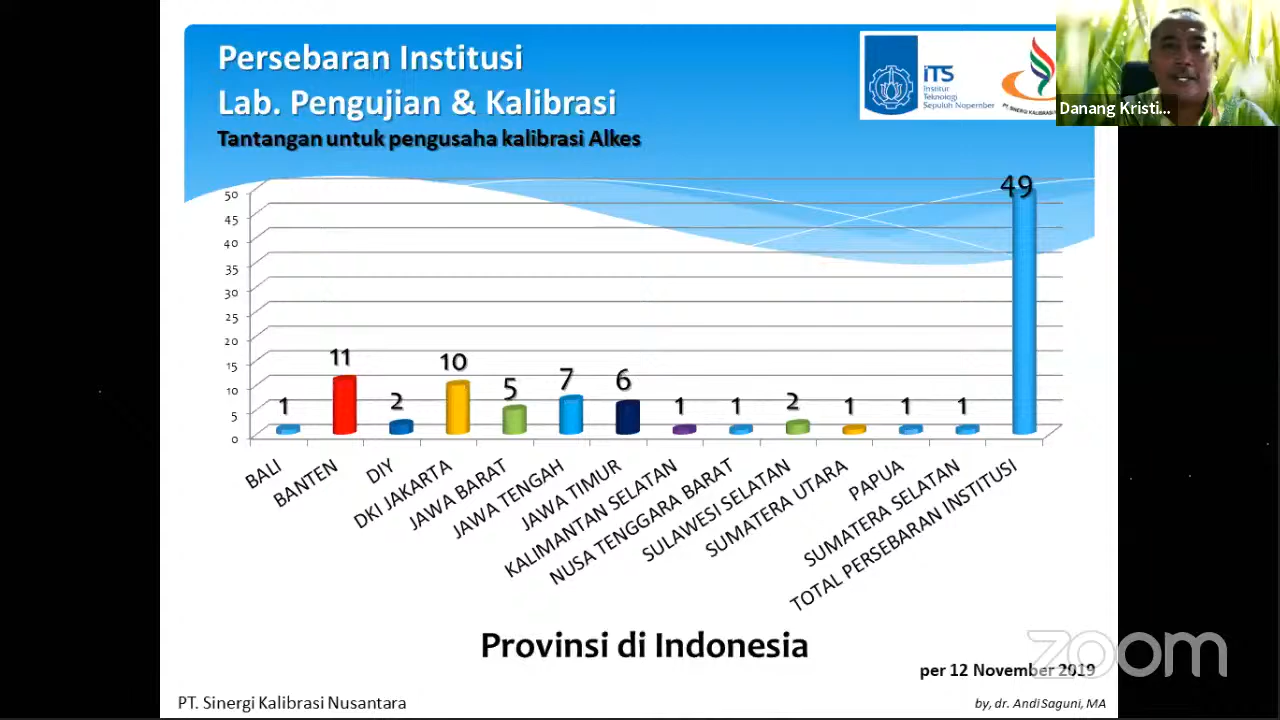 Persebaran Institusi
Lab. Pengujian & Kalibrasi
Tantangan untuk pengusaha kalibrasi Alkes
iTS
Institut
Teknologi
Sepuluh Nopember
PT. SINERGI KALIBRASI
Danang Kristi...
50
45
40
35
30
25
20
15
10
5
0
1
11
2
10
5
7
6
1
1
2
1
1
1
49
BALI
BANTEN
DIY
DKI JAKARTA
JAWA BARAT
JAWA TENGAH
JAWA TIMUR
KALIMANTAN SELATAN
NUSA TENGGARA BARAT
SULAWESI SELATAN
SUMATERA UTARA
PAPUA
SUMATERA SELATAN
TOTAL PERSEBARAN INSTITUSI
Provinsi di Indonesia
zoom
per 12 November 2019
PT. Sinergi Kalibrasi Nusantara
by, dr. Andi Saguni, MA